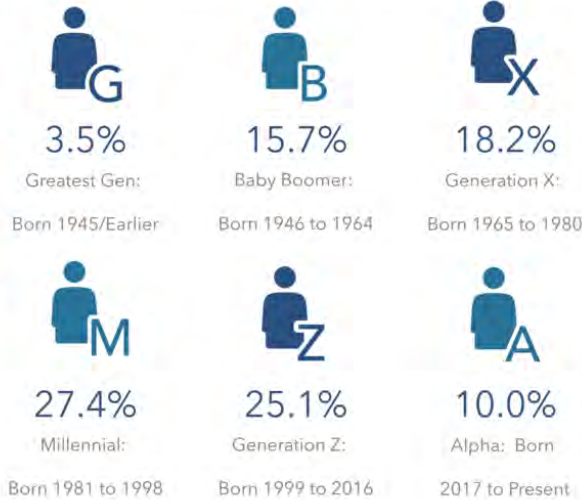 G B X
3.5% 15.7% 18.2%
Greatest Gen: Baby Boomer: Generation X:
Born 1945/Earlier Born 1946 to 1964 Born 1965 to 1980
M Z A
27.4% 25.1% 10.0%
Millennial: Generation Z: Alpha: Born
Born 1981 to 1998 Born 1999 to 2016 2017 to Present